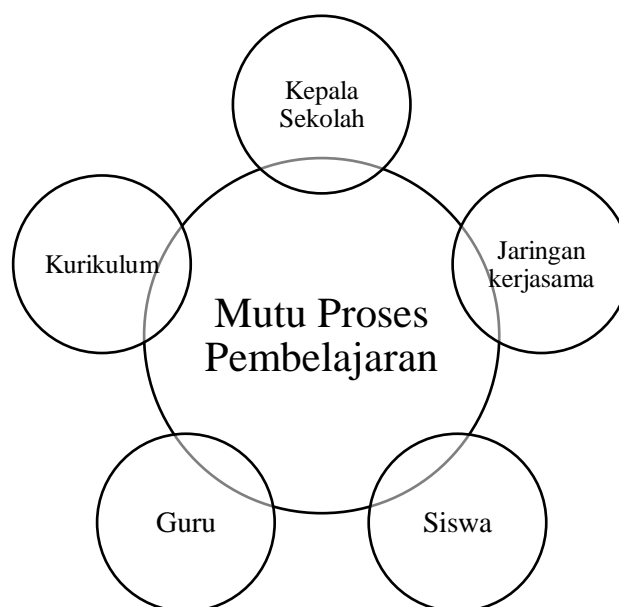 Kepala
Sekolah
Kurikulum
Jaringan
kerjasama
Mutu Proses
Pembelajaran
Guru
Siswa